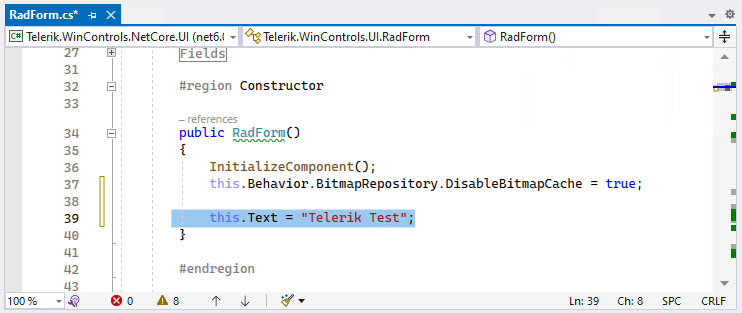 RadForm.cs*
Telerik.WinControls.NetCore.UI (net6.0 Telerik.WinControls.UI.RadForm RadForm()
27 Fields
31
32 #region Constructor
33
– references
34 public RadForm()
35 {
36 InitializeComponent();
37 this.Behavior.BitmapRepository.DisableBitmapCache = true;
38
39 this.Text = "Telerik Test";
40 }
41
42 #endregion
43
100 % 0 8 Ln: 39 Ch: 8 SPC CRLF